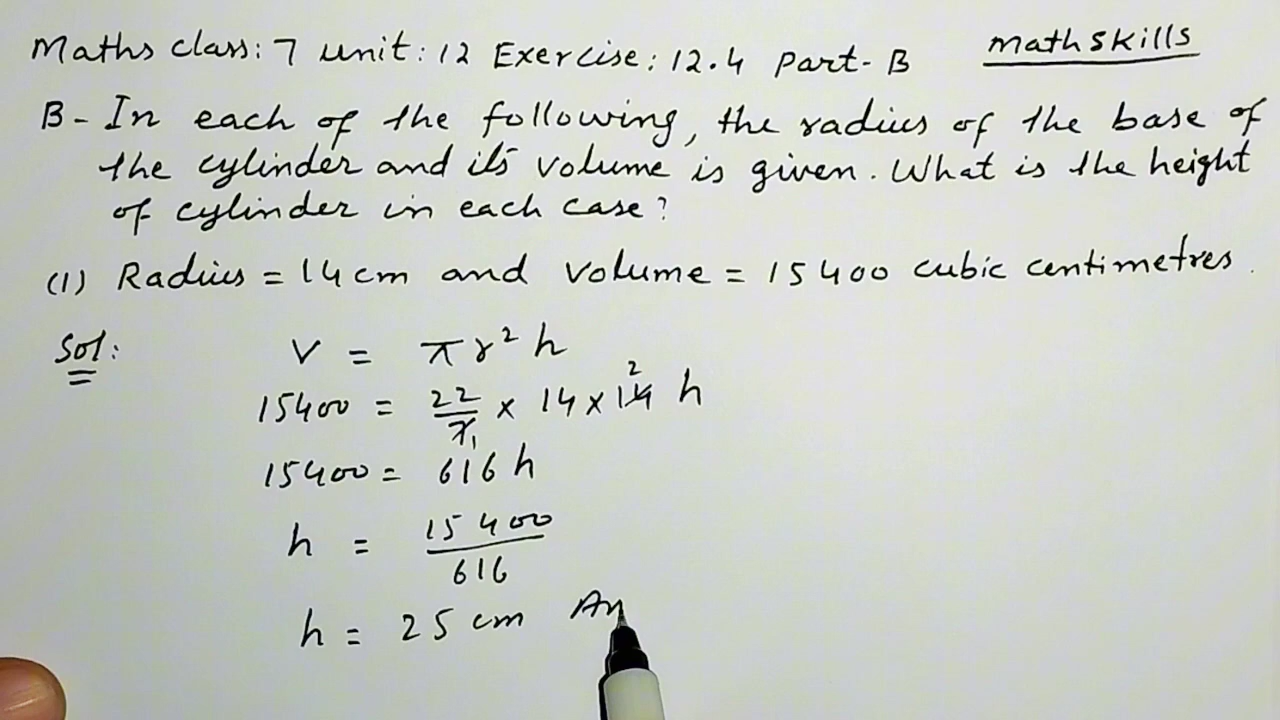 Maths class: 7 unit: 12 Exercise: 12.4 Part-B mathskills
B- In each of the following, the radius of the base of
the cylinder and its volume is given. What is the height
of cylinder in each case?
(1) Radius = 14 cm and volume = 15400 cubic centimetres.
Sol: V = πr²h
15400 = 22/7 1 × 14 × 14 2 h
15400 = 616 h
h = 15400/616
h = 25 cm An